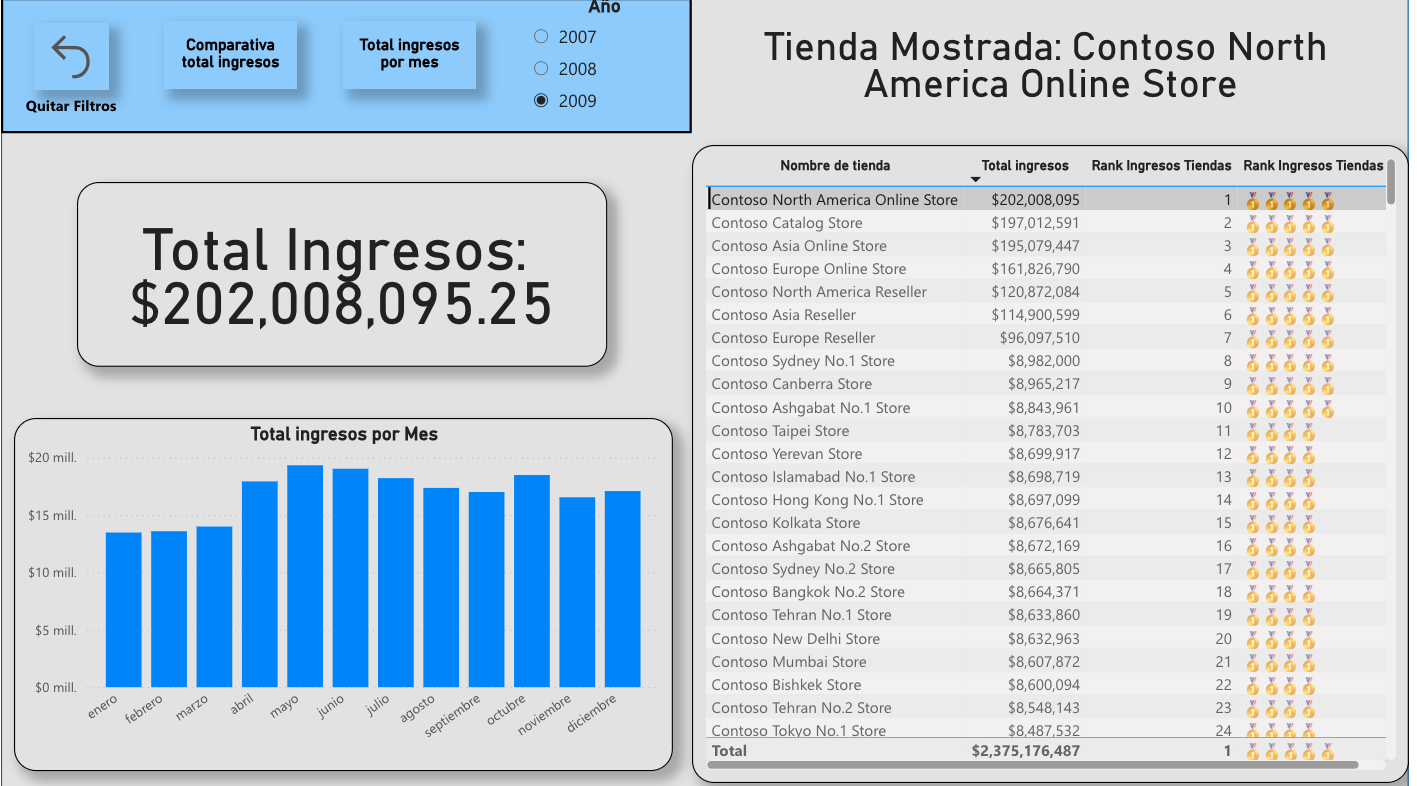 Año
Quitar Filtros
Comparativa
total ingresos
Total ingresos
por mes
2007
2008
2009
Tienda Mostrada: Contoso North
America Online Store
Total Ingresos:
$202,008,095.25
Total ingresos por Mes
$20 mill.
$15 mill.
$10 mill.
$5 mill.
$0 mill.
enero febrero marzo abril mayo junio julio agosto septiembre octubre noviembre diciembre
Nombre de tienda Total ingresos Rank Ingresos Tiendas Rank Ingresos Tiendas
Contoso North America Online Store $202,008,095 1
Contoso Catalog Store $197,012,591 2
Contoso Asia Online Store $195,079,447 3
Contoso Europe Online Store $161,826,790 4
Contoso North America Reseller $120,872,084 5
Contoso Asia Reseller $114,900,599 6
Contoso Europe Reseller $96,097,510 7
Contoso Sydney No.1 Store $8,982,000 8
Contoso Canberra Store $8,965,217 9
Contoso Ashgabat No.1 Store $8,843,961 10
Contoso Taipei Store $8,783,703 11
Contoso Yerevan Store $8,699,917 12
Contoso Islamabad No.1 Store $8,698,719 13
Contoso Hong Kong No.1 Store $8,697,099 14
Contoso Kolkata Store $8,676,641 15
Contoso Ashgabat No.2 Store $8,672,169 16
Contoso Sydney No.2 Store $8,665,805 17
Contoso Bangkok No.2 Store $8,664,371 18
Contoso Tehran No.1 Store $8,633,860 19
Contoso New Delhi Store $8,632,963 20
Contoso Mumbai Store $8,607,872 21
Contoso Bishkek Store $8,600,094 22
Contoso Tehran No.2 Store $8,548,143 23
Contoso Tokyo No.1 Store $8,487,532 24
Total $2,375,176,487 1